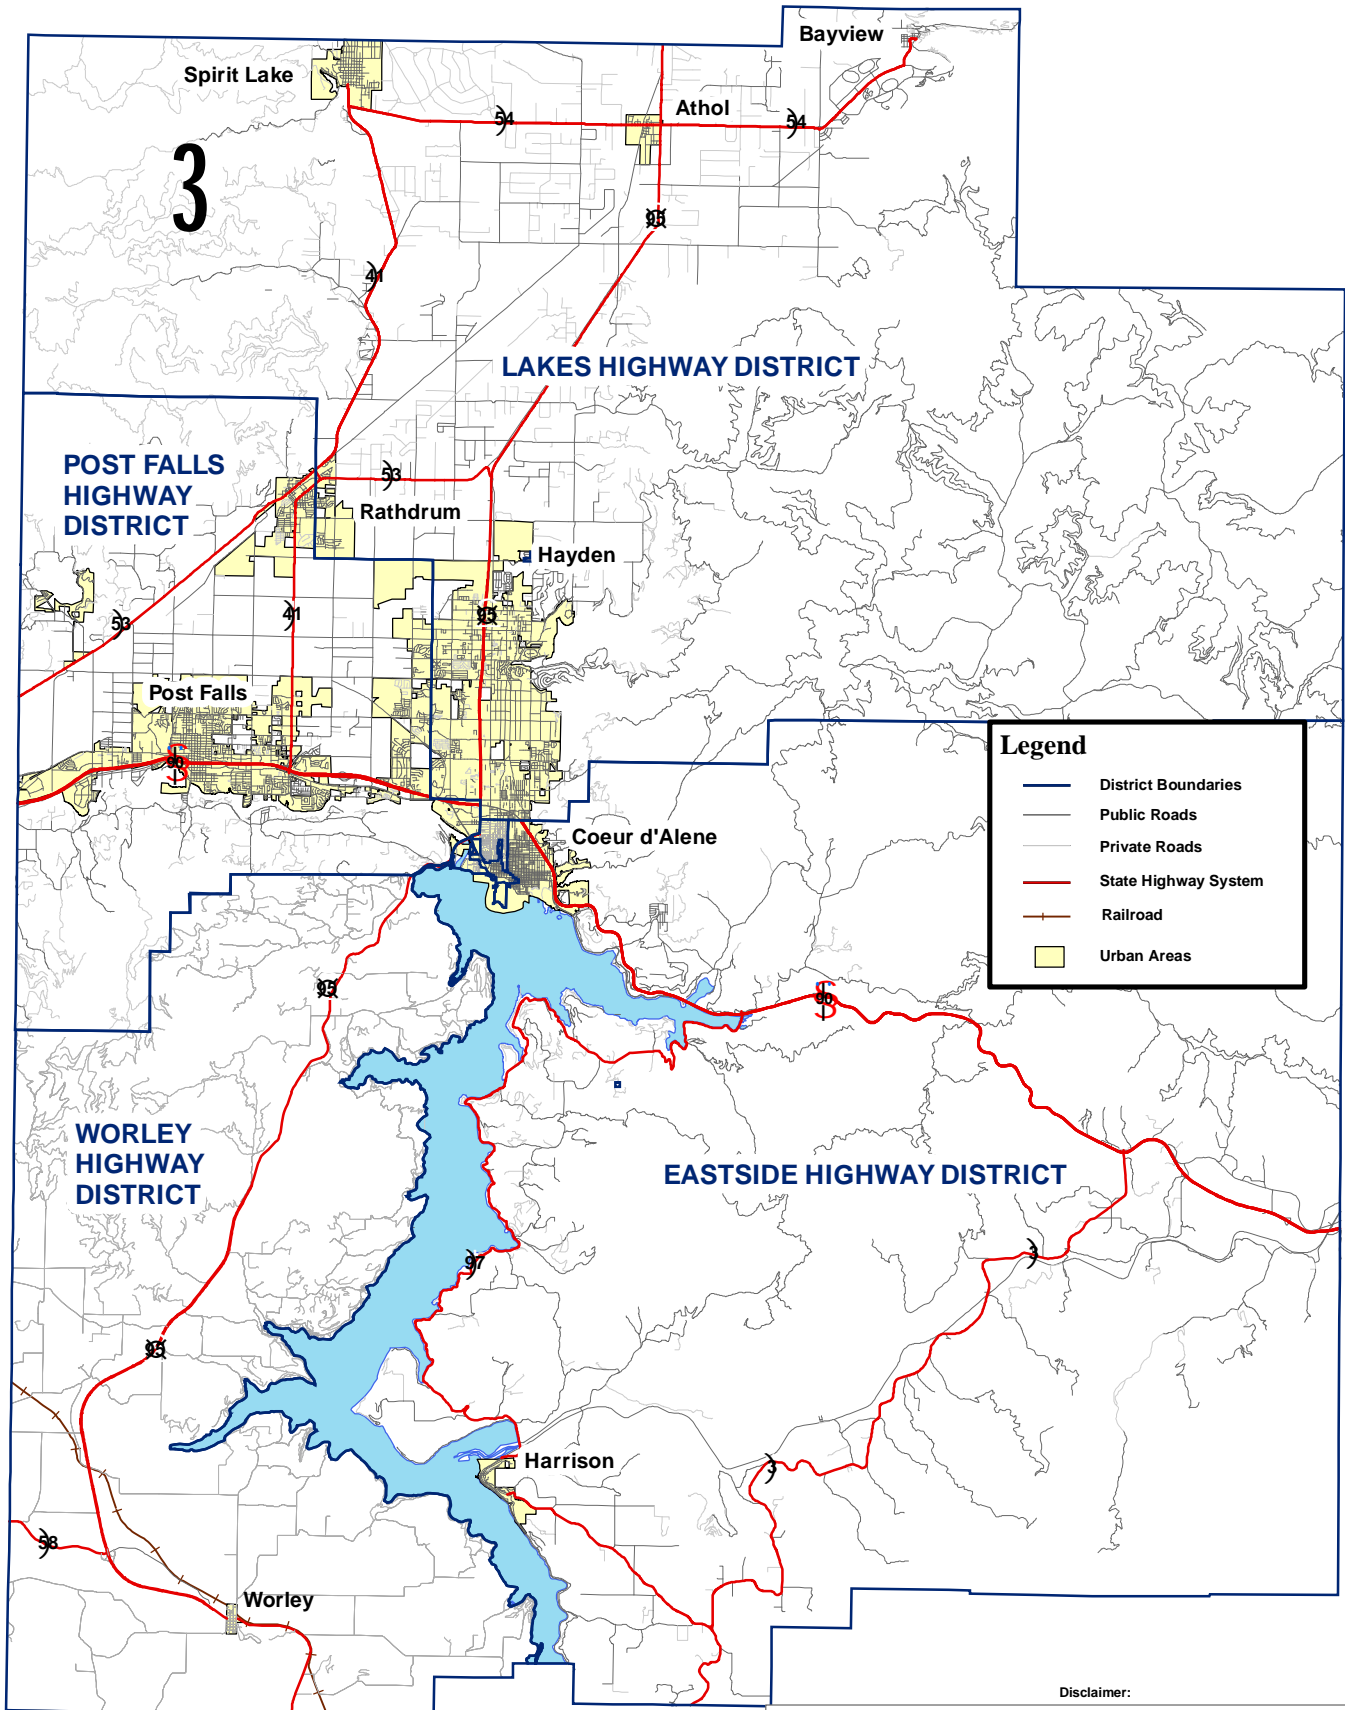 Bayview
Spirit Lake
Athol
54
54
3
95
41
LAKES HIGHWAY DISTRICT
POST FALLS
HIGHWAY
DISTRICT
53
Rathdrum
Hayden
53
41
95
Post Falls
90
Legend
District Boundaries
Public Roads
Private Roads
State Highway System
Railroad
Urban Areas
Coeur d'Alene
95
90
WORLEY
HIGHWAY
DISTRICT
EASTSIDE HIGHWAY DISTRICT
97
3
95
Harrison
3
58
Worley
Disclaimer: